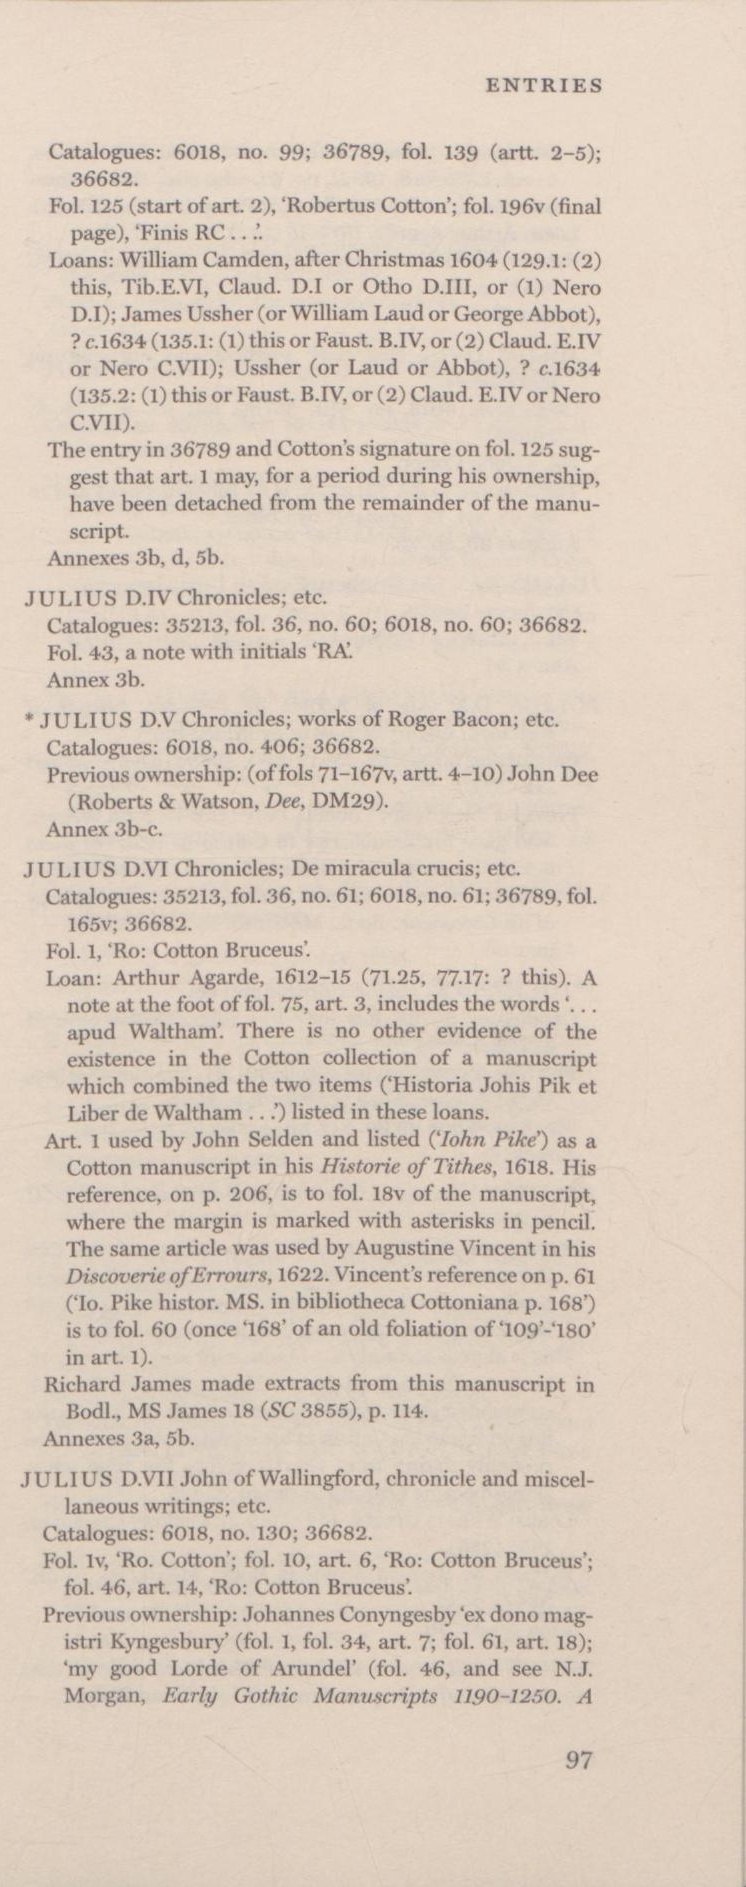 ENTRIES
Catalogues: 6018, no. 99; 36789, fol. 139 (artt. 2–5);
36682.
Fol. 125 (start of art. 2), ‘Robertus Cotton’; fol. 196v (final
page), ‘Finis RC . . .’.
Loans: William Camden, after Christmas 1604 (129.1: (2)
this, Tib.E.VI, Claud. D.I or Otho D.III, or (1) Nero
D.I); James Ussher (or William Laud or George Abbot),
? c.1634 (135.1: (1) this or Faust. B.IV, or (2) Claud. E.IV
or Nero C.VII); Ussher (or Laud or Abbot), ? c.1634
(135.2: (1) this or Faust. B.IV, or (2) Claud. E.IV or Nero
C.VII).
The entry in 36789 and Cotton’s signature on fol. 125 sug-
gest that art. 1 may, for a period during his ownership,
have been detached from the remainder of the manu-
script.
Annexes 3b, d, 5b.
JULIUS D.IV Chronicles; etc.
Catalogues: 35213, fol. 36, no. 60; 6018, no. 60; 36682.
Fol. 43, a note with initials ‘RA’.
Annex 3b.
* JULIUS D.V Chronicles; works of Roger Bacon; etc.
Catalogues: 6018, no. 406; 36682.
Previous ownership: (of fols 71–167v, artt. 4–10) John Dee
(Roberts & Watson, Dee, DM29).
Annex 3b-c.
JULIUS D.VI Chronicles; De miracula crucis; etc.
Catalogues: 35213, fol. 36, no. 61; 6018, no. 61; 36789, fol.
165v; 36682.
Fol. 1, ‘Ro: Cotton Bruceus’.
Loan: Arthur Agarde, 1612–15 (71.25, 77.17: ? this). A
note at the foot of fol. 75, art. 3, includes the words ‘. . .
apud Waltham’. There is no other evidence of the
existence in the Cotton collection of a manuscript
which combined the two items (‘Historia Johis Pik et
Liber de Waltham . . .’) listed in these loans.
Art. 1 used by John Selden and listed (‘Iohn Pike’) as a
Cotton manuscript in his Historie of Tithes, 1618. His
reference, on p. 206, is to fol. 18v of the manuscript,
where the margin is marked with asterisks in pencil.
The same article was used by Augustine Vincent in his
Discoverie of Errours, 1622. Vincent’s reference on p. 61
(‘Io. Pike histor. MS. in bibliotheca Cottoniana p. 168’)
is to fol. 60 (once ‘168’ of an old foliation of ‘109’-‘180’
in art. 1).
Richard James made extracts from this manuscript in
Bodl., MS James 18 (SC 3855), p. 114.
Annexes 3a, 5b.
JULIUS D.VII John of Wallingford, chronicle and miscel-
laneous writings; etc.
Catalogues: 6018, no. 130; 36682.
Fol. 1v, ‘Ro. Cotton’; fol. 10, art. 6, ‘Ro: Cotton Bruceus’;
fol. 46, art. 14, ‘Ro: Cotton Bruceus’.
Previous ownership: Johannes Conyngesby ‘ex dono mag-
istri Kyngesbury’ (fol. 1, fol. 34, art. 7; fol. 61, art. 18);
‘my good Lorde of Arundel’ (fol. 46, and see N.J.
Morgan, Early Gothic Manuscripts 1190–1250. A
97